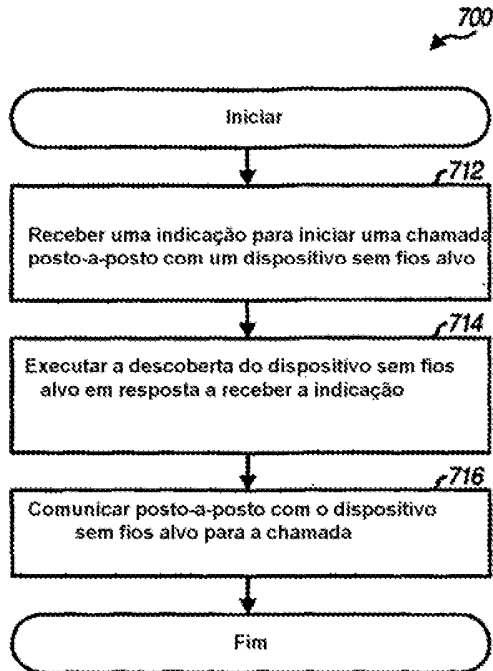 700
Iniciar
712
Receber uma indicação para iniciar uma chamada
posto-a-posto com um dispositivo sem fios alvo
714
Executar a descoberta do dispositivo sem fios
alvo em resposta a receber a indicação
716
Comunicar posto-a-posto com o dispositivo
sem fios alvo para a chamada
Fim